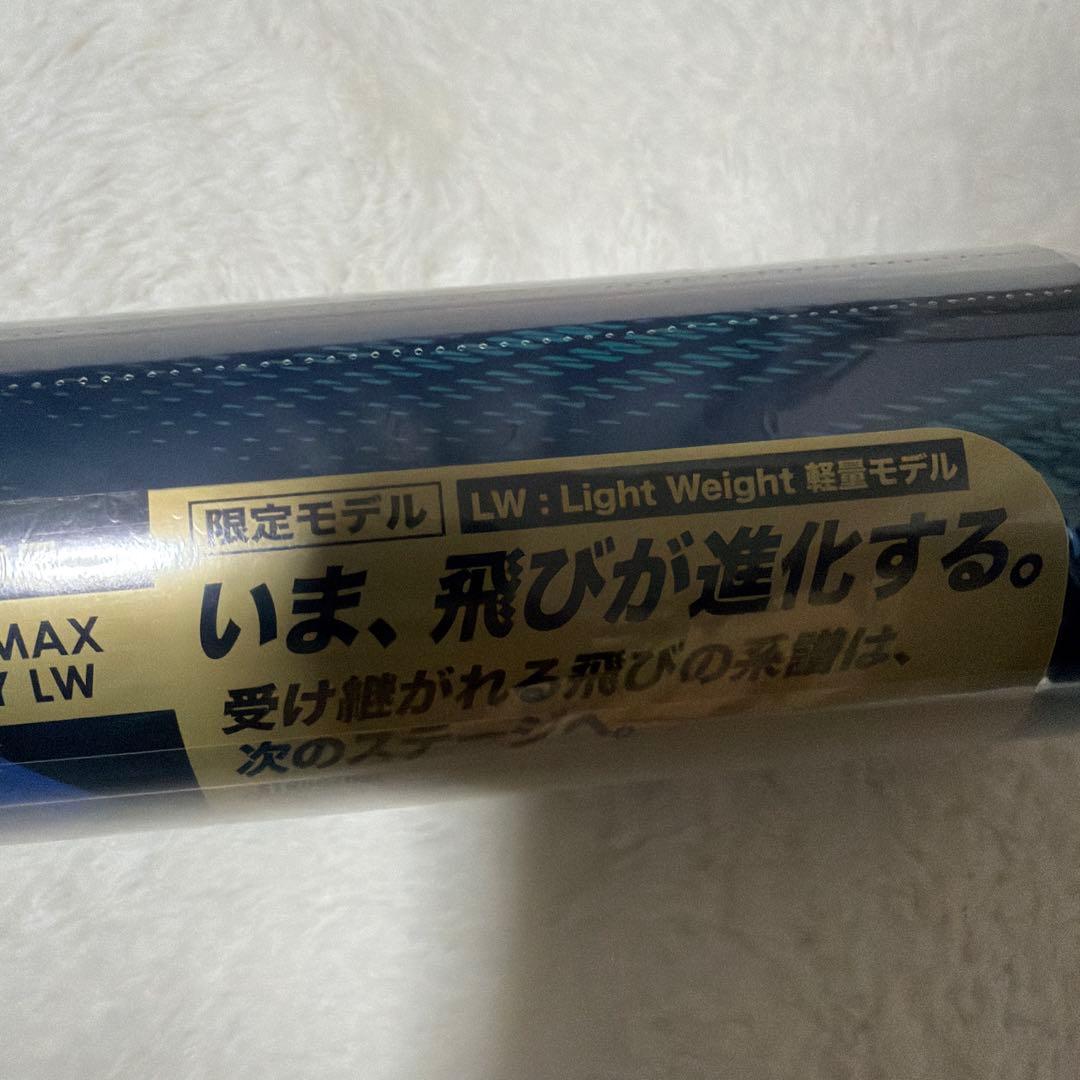 限定モデル LW : Light Weight 軽量モデル
いま、飛びが進化する。
受け継がれる飛びの系譜は、
次のステージへ。
MAX
Y LW